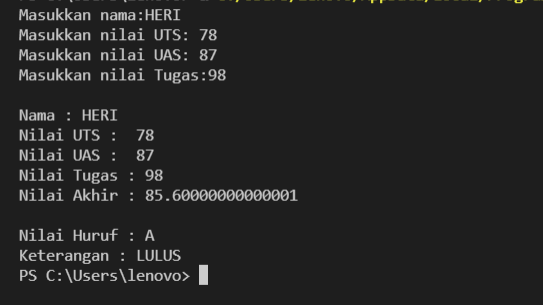 Masukkan nama:HERI
Masukkan nilai UTS: 78
Masukkan nilai UAS: 87
Masukkan nilai Tugas:98

Nama : HERI
Nilai UTS :  78
Nilai UAS :  87
Nilai Tugas : 98
Nilai Akhir : 85.60000000000001

Nilai Huruf : A
Keterangan : LULUS
PS C:\Users\lenovo>